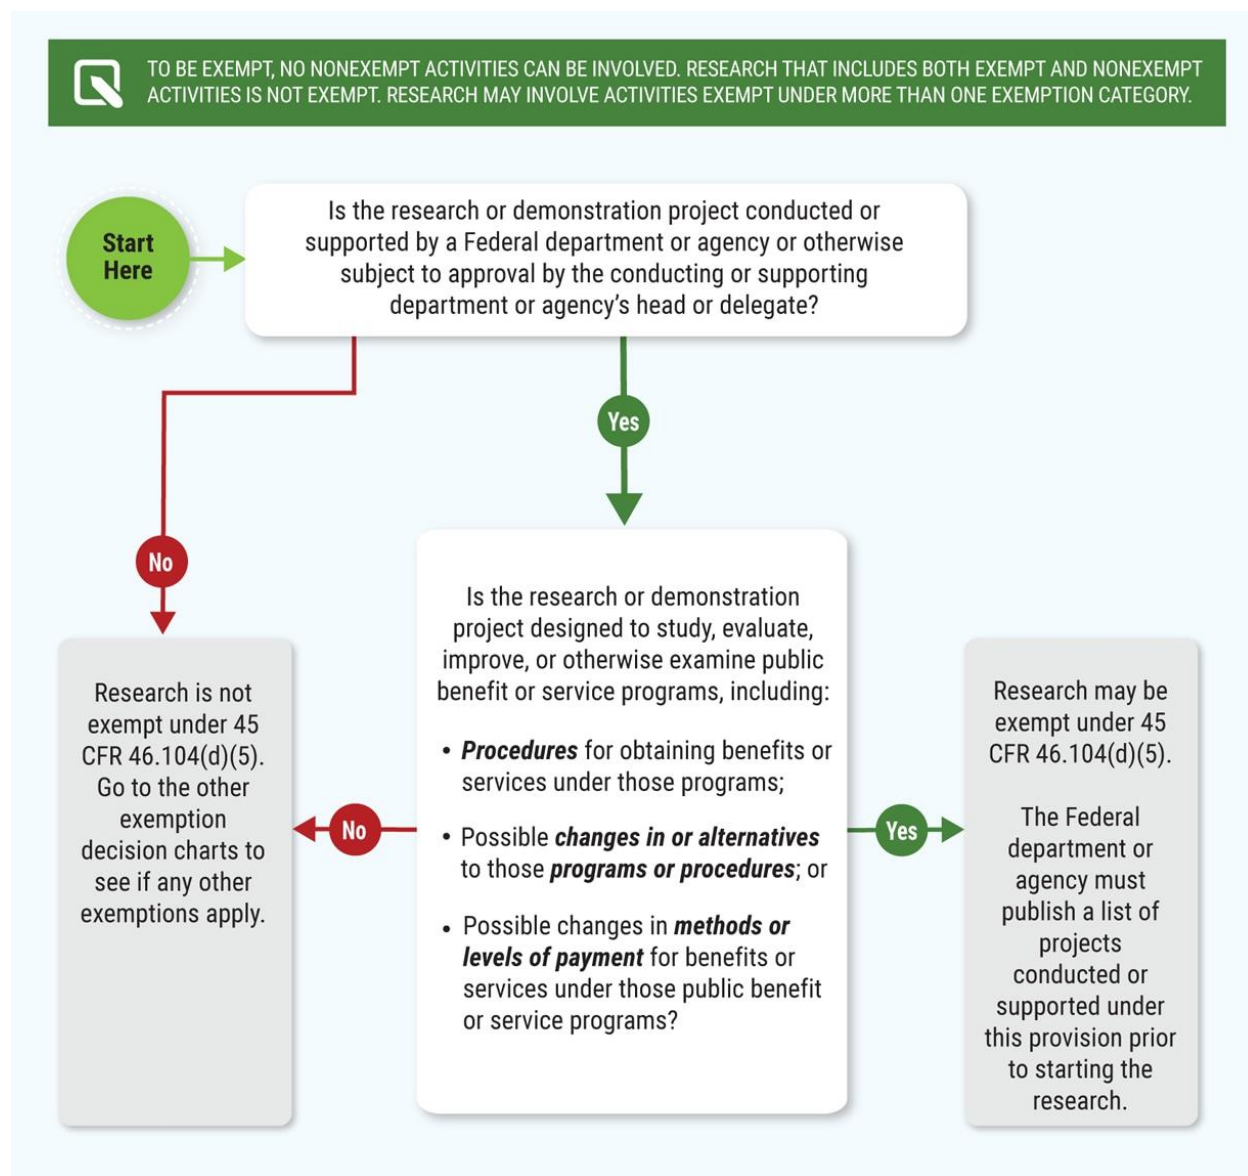 TO BE EXEMPT, NO NONEXEMPT ACTIVITIES CAN BE INVOLVED. RESEARCH THAT INCLUDES BOTH EXEMPT AND NONEXEMPT
ACTIVITIES IS NOT EXEMPT. RESEARCH MAY INVOLVE ACTIVITIES EXEMPT UNDER MORE THAN ONE EXEMPTION CATEGORY.
Start
Here
Is the research or demonstration project conducted or
supported by a Federal department or agency or otherwise
subject to approval by the conducting or supporting
department or agency’s head or delegate?
Yes
No
Research is not
exempt under 45
CFR 46.104(d)(5).
Go to the other
exemption
decision charts to
see if any other
exemptions apply.
No
Is the research or demonstration
project designed to study, evaluate,
improve, or otherwise examine public
benefit or service programs, including:
• Procedures for obtaining benefits or
services under those programs;
• Possible changes in or alternatives
to those programs or procedures; or
• Possible changes in methods or
levels of payment for benefits or
services under those public benefit
or service programs?
Yes
Research may be
exempt under 45
CFR 46.104(d)(5).
The Federal
department or
agency must
publish a list of
projects
conducted or
supported under
this provision prior
to starting the
research.